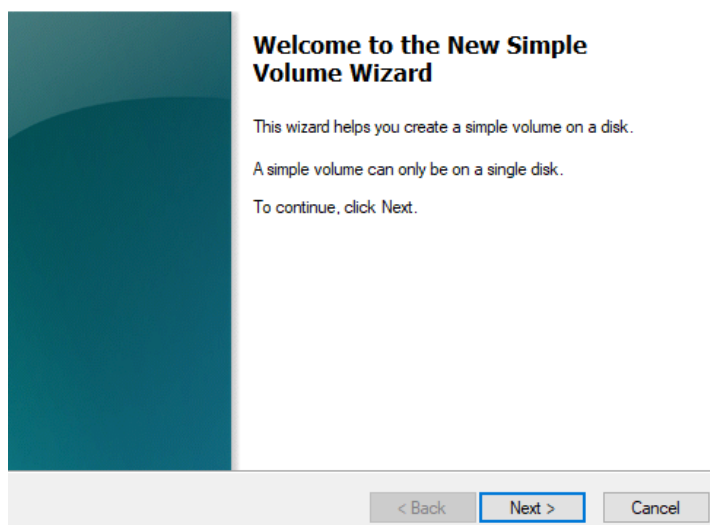 Welcome to the New Simple
Volume Wizard
This wizard helps you create a simple volume on a disk.
A simple volume can only be on a single disk.
To continue, click Next.
< Back
Next >
Cancel